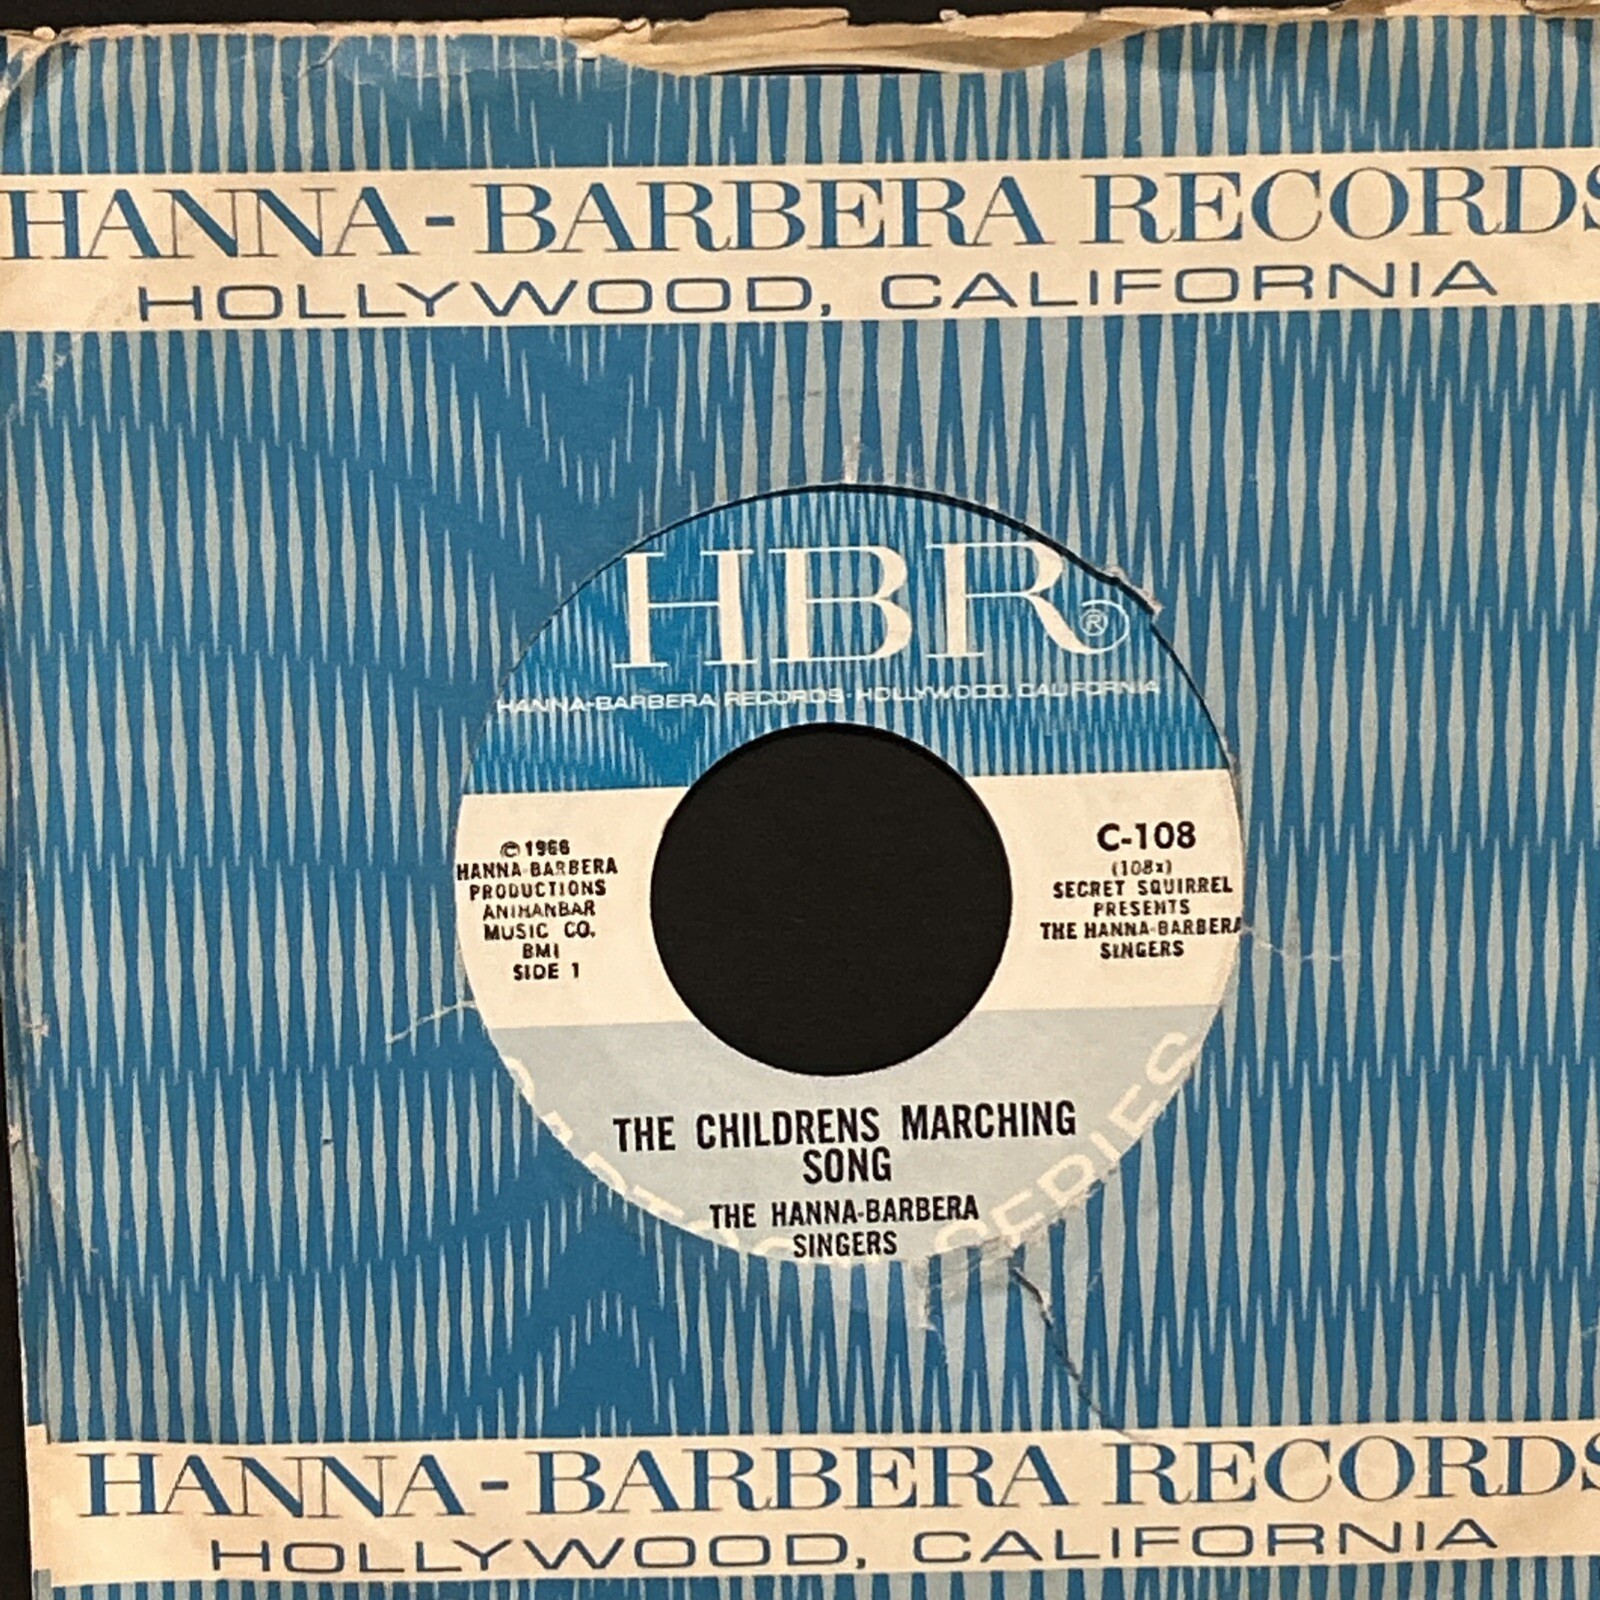 HANNA-BARBERA RECORDS
HOLLYWOOD, CALIFORNIA
HBR®
HANNA-BARBERA RECORDS·HOLLYWOOD, CALIFORNIA
© 1966
HANNA-BARBERA
PRODUCTIONS
ANIHANBAR
MUSIC CO.
BMI
SIDE 1
C-108
(108x)
SECRET SQUIRREL
PRESENTS
THE HANNA-BARBERA
SINGERS
THE CHILDRENS MARCHING
SONG
THE HANNA-BARBERA
SINGERS
SERIES
HANNA-BARBERA RECORDS
HOLLYWOOD, CALIFORNIA